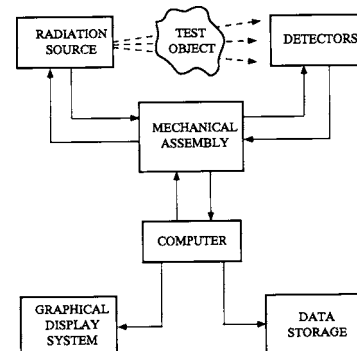 RADIATION
SOURCE
TEST
OBJECT
DETECTORS
MECHANICAL
ASSEMBLY
COMPUTER
GRAPHICAL
DISPLAY
SYSTEM
DATA
STORAGE